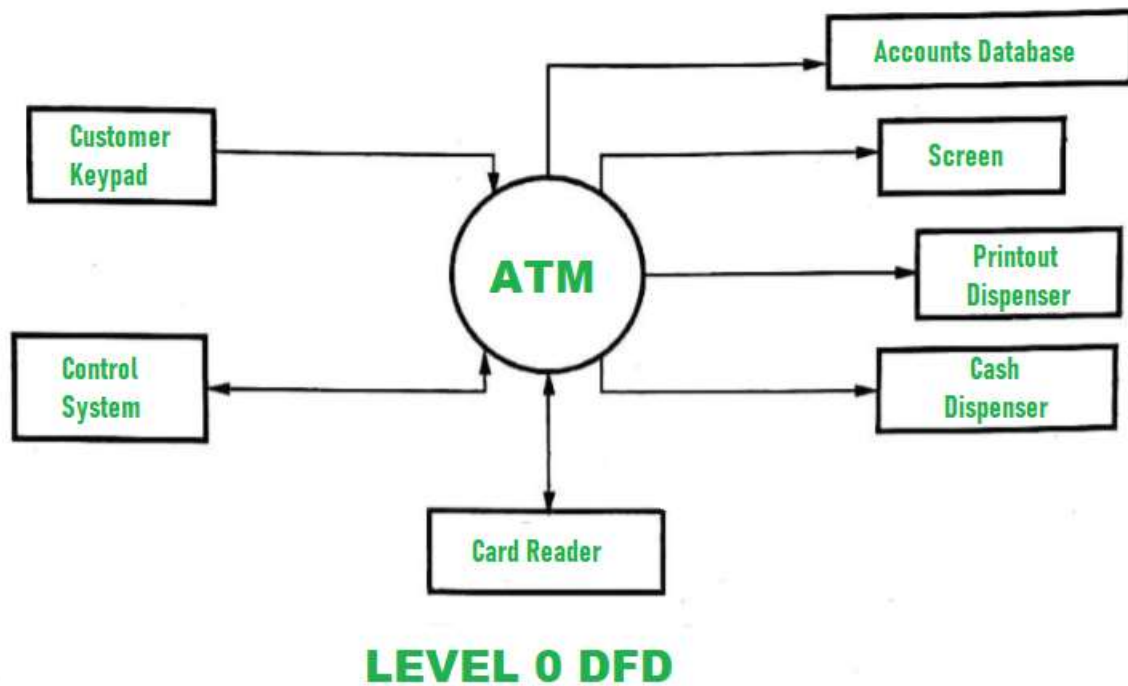 Accounts Database
Customer
Keypad
Screen
ATM
Printout
Dispenser
Control
System
Cash
Dispenser
Card Reader
LEVEL 0 DFD